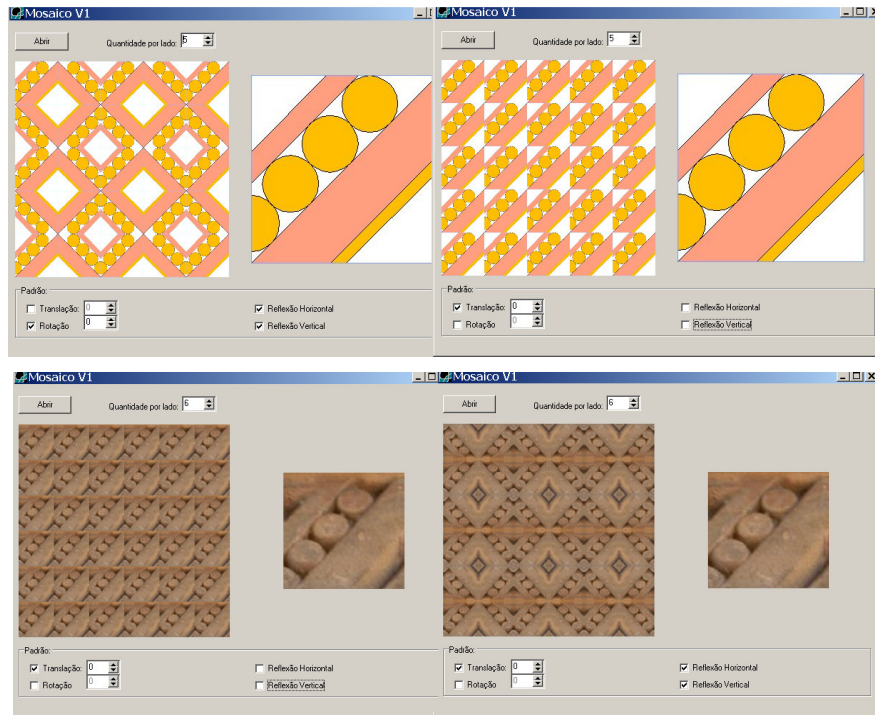 Mosaico V1
Abrir Quantidade por lado: 5
Padrão:
Translação: 0 Reflexão Horizontal
Rotação 0 Reflexão Vertical
Mosaico V1
Abrir Quantidade por lado: 5
Padrão:
Translação: 0 Reflexão Horizontal
Rotação 0 Reflexão Vertical
Mosaico V1
Abrir Quantidade por lado: 6
Padrão:
Translação: 0 Reflexão Horizontal
Rotação 0 Reflexão Vertical
Mosaico V1
Abrir Quantidade por lado: 6
Padrão:
Translação: 0 Reflexão Horizontal
Rotação 0 Reflexão Vertical